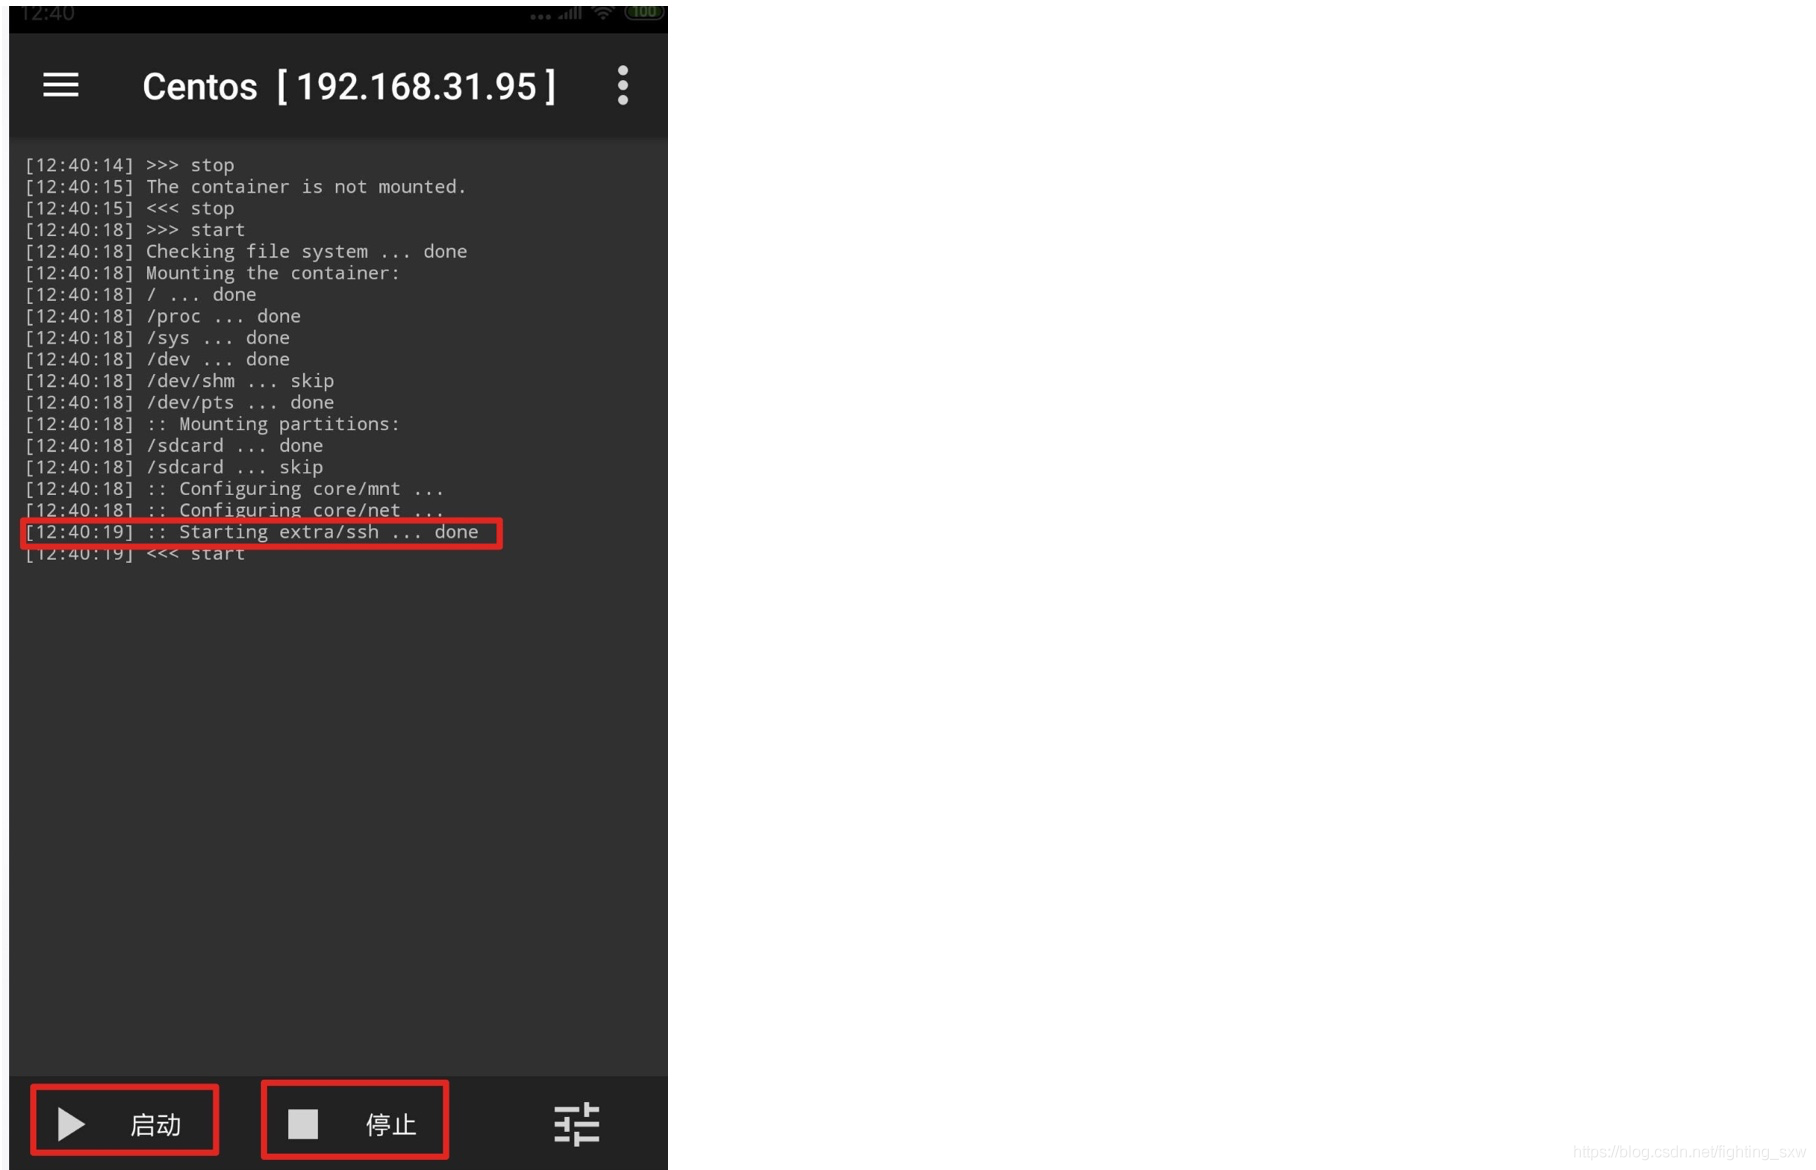 12:40
100
Centos [ 192.168.31.95 ]
[12:40:14] >>> stop
[12:40:15] The container is not mounted.
[12:40:15] <<< stop
[12:40:18] >>> start
[12:40:18] Checking file system ... done
[12:40:18] Mounting the container:
[12:40:18] / ... done
[12:40:18] /proc ... done
[12:40:18] /sys ... done
[12:40:18] /dev ... done
[12:40:18] /dev/shm ... skip
[12:40:18] /dev/pts ... done
[12:40:18] :: Mounting partitions:
[12:40:18] /sdcard ... done
[12:40:18] /sdcard ... skip
[12:40:18] :: Configuring core/mnt ...
[12:40:18] :: Configuring core/net ...
[12:40:19] :: Starting extra/ssh ... done
[12:40:19] <<< start
启动 停止
https://blog.csdn.net/fighting_sxw